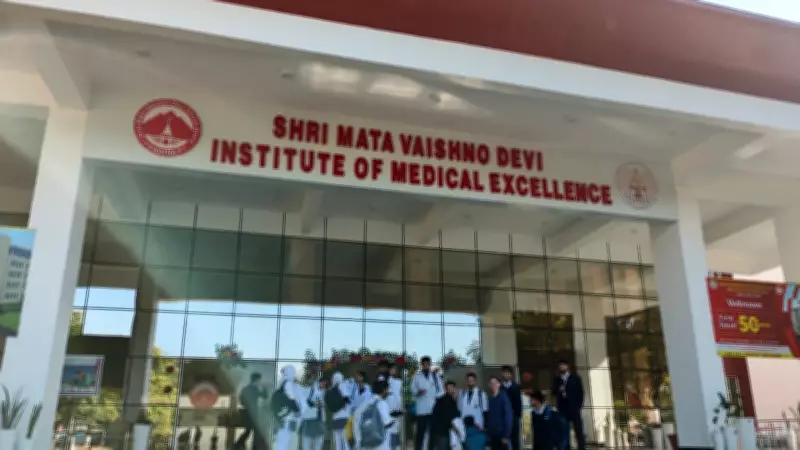 SHRI MATA VAISHNO DEVI
INSTITUTE OF MEDICAL EXCELLENCE
50